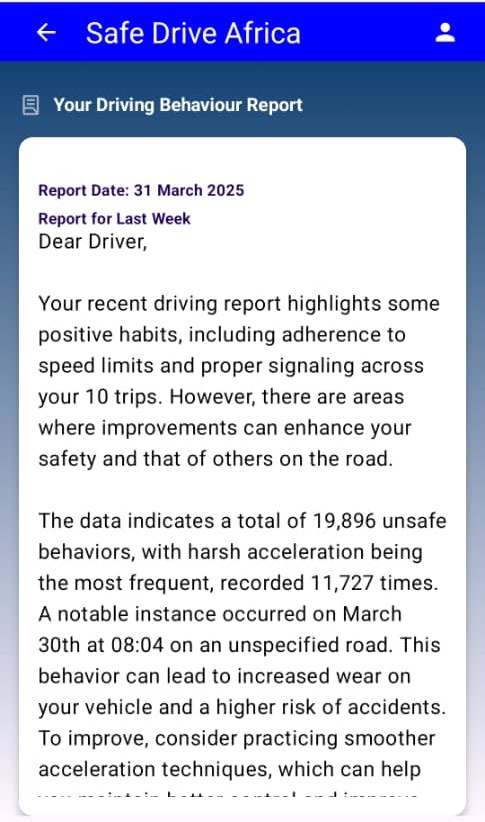 Safe Drive Africa
Your Driving Behaviour Report
Report Date: 31 March 2025
Report for Last Week
Dear Driver,
Your recent driving report highlights some
positive habits, including adherence to
speed limits and proper signaling across
your 10 trips. However, there are areas
where improvements can enhance your
safety and that of others on the road.
The data indicates a total of 19,896 unsafe
behaviors, with harsh acceleration being
the most frequent, recorded 11,727 times.
A notable instance occurred on March
30th at 08:04 on an unspecified road. This
behavior can lead to increased wear on
your vehicle and a higher risk of accidents.
To improve, consider practicing smoother
acceleration techniques, which can help